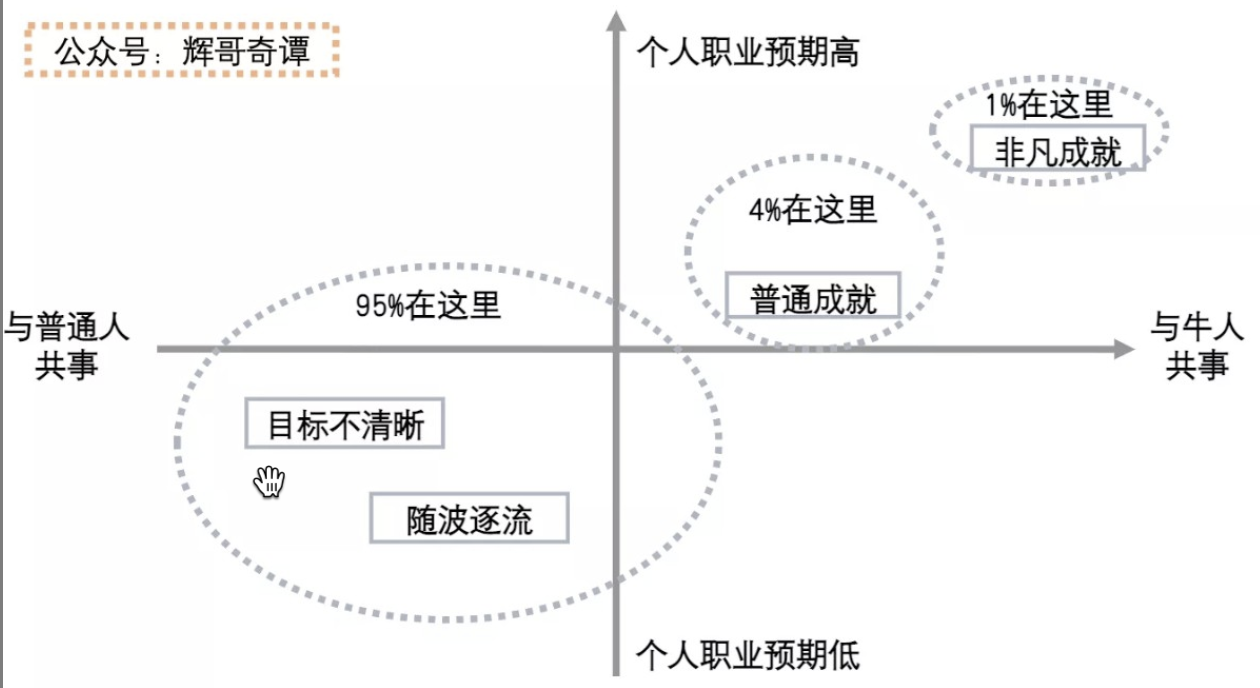 公众号：辉哥奇谭
个人职业预期高
1%在这里
非凡成就
4%在这里
普通成就
95%在这里
与普通人
共事
与牛人
共事
目标不清晰
随波逐流
个人职业预期低